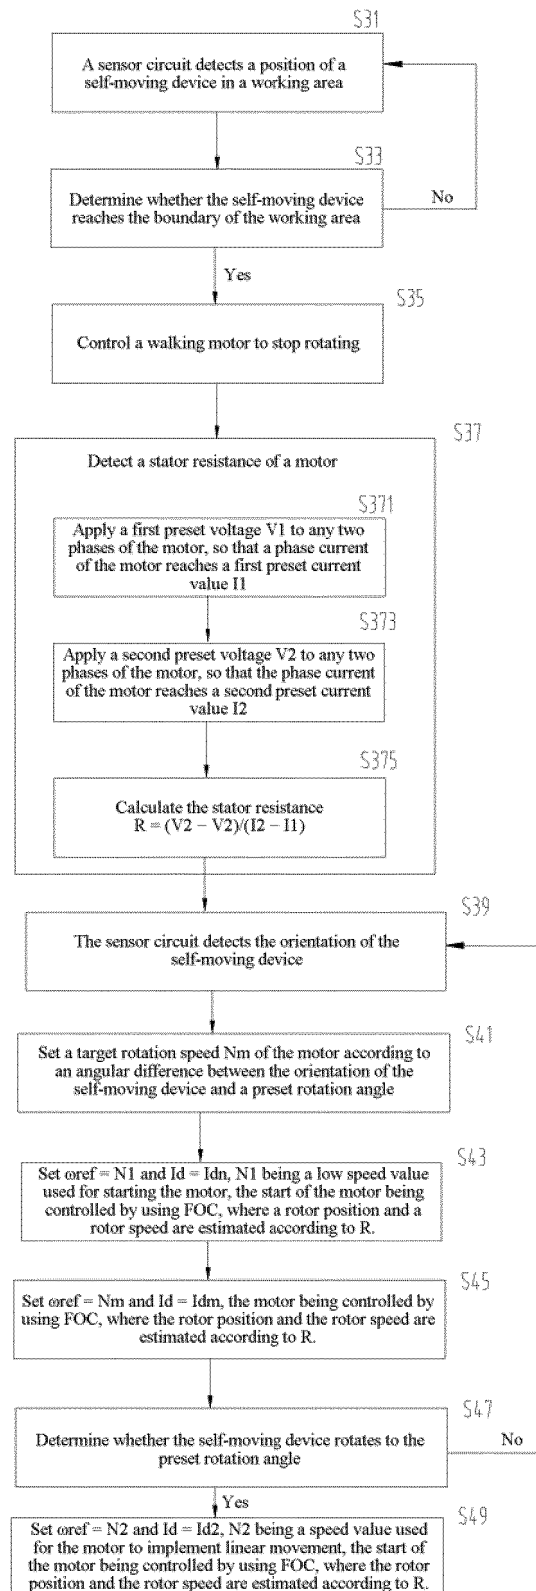 S31
A sensor circuit detects a position of a
self-moving device in a working area
S33
Determine whether the self-moving device
reaches the boundary of the working area
No
Yes
S35
Control a walking motor to stop rotating
S37
Detect a stator resistance of a motor
S371
Apply a first preset voltage V1 to any two
phases of the motor, so that a phase current
of the motor reaches a first preset current
value I1
S373
Apply a second preset voltage V2 to any two
phases of the motor, so that the phase current
of the motor reaches a second preset current
value I2
S375
Calculate the stator resistance
R = (V2 − V2)/(I2 − I1)
S39
The sensor circuit detects the orientation of the
self-moving device
S41
Set a target rotation speed Nm of the motor according to
an angular difference between the orientation of the
self-moving device and a preset rotation angle
S43
Set ωref = N1 and Id = Idn, N1 being a low speed value
used for starting the motor, the start of the motor being
controlled by using FOC, where a rotor position and a
rotor speed are estimated according to R.
S45
Set ωref = Nm and Id = Idm, the motor being controlled by
using FOC, where the rotor position and the rotor speed are
estimated according to R.
S47
Determine whether the self-moving device rotates to the
preset rotation angle
No
Yes
S49
Set ωref = N2 and Id = Id2, N2 being a speed value used
for the motor to implement linear movement, the start of
the motor being controlled by using FOC, where the rotor
position and the rotor speed are estimated according to R.